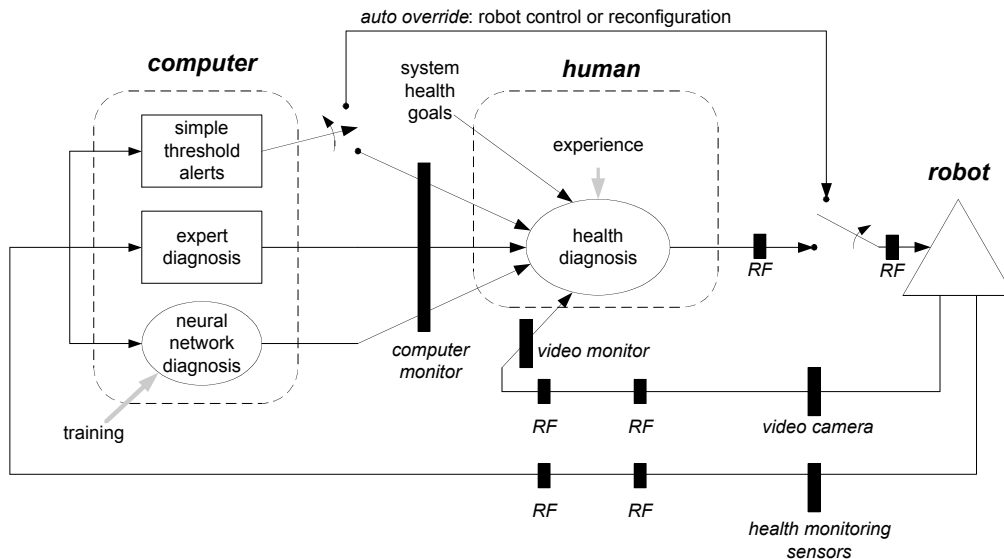 auto override: robot control or reconfiguration
computer
system
health
goals
human
simple
threshold
alerts
experience
robot
expert
diagnosis
health
diagnosis
RF
RF
neural
network
diagnosis
computer
monitor
video monitor
training
RF
RF
video camera
RF
RF
health monitoring
sensors